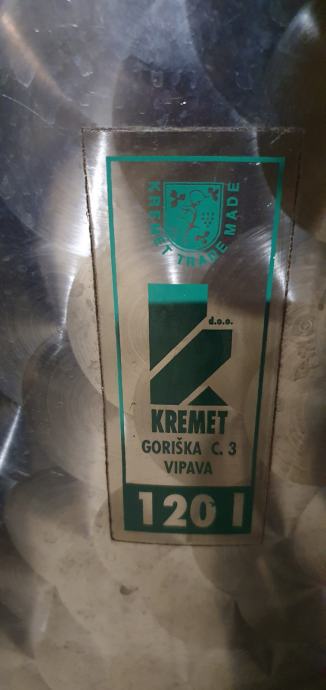 KREMET TRADE MADE
d.o.o.
KREMET
GORIŠKA C. 3
VIPAVA
120 l